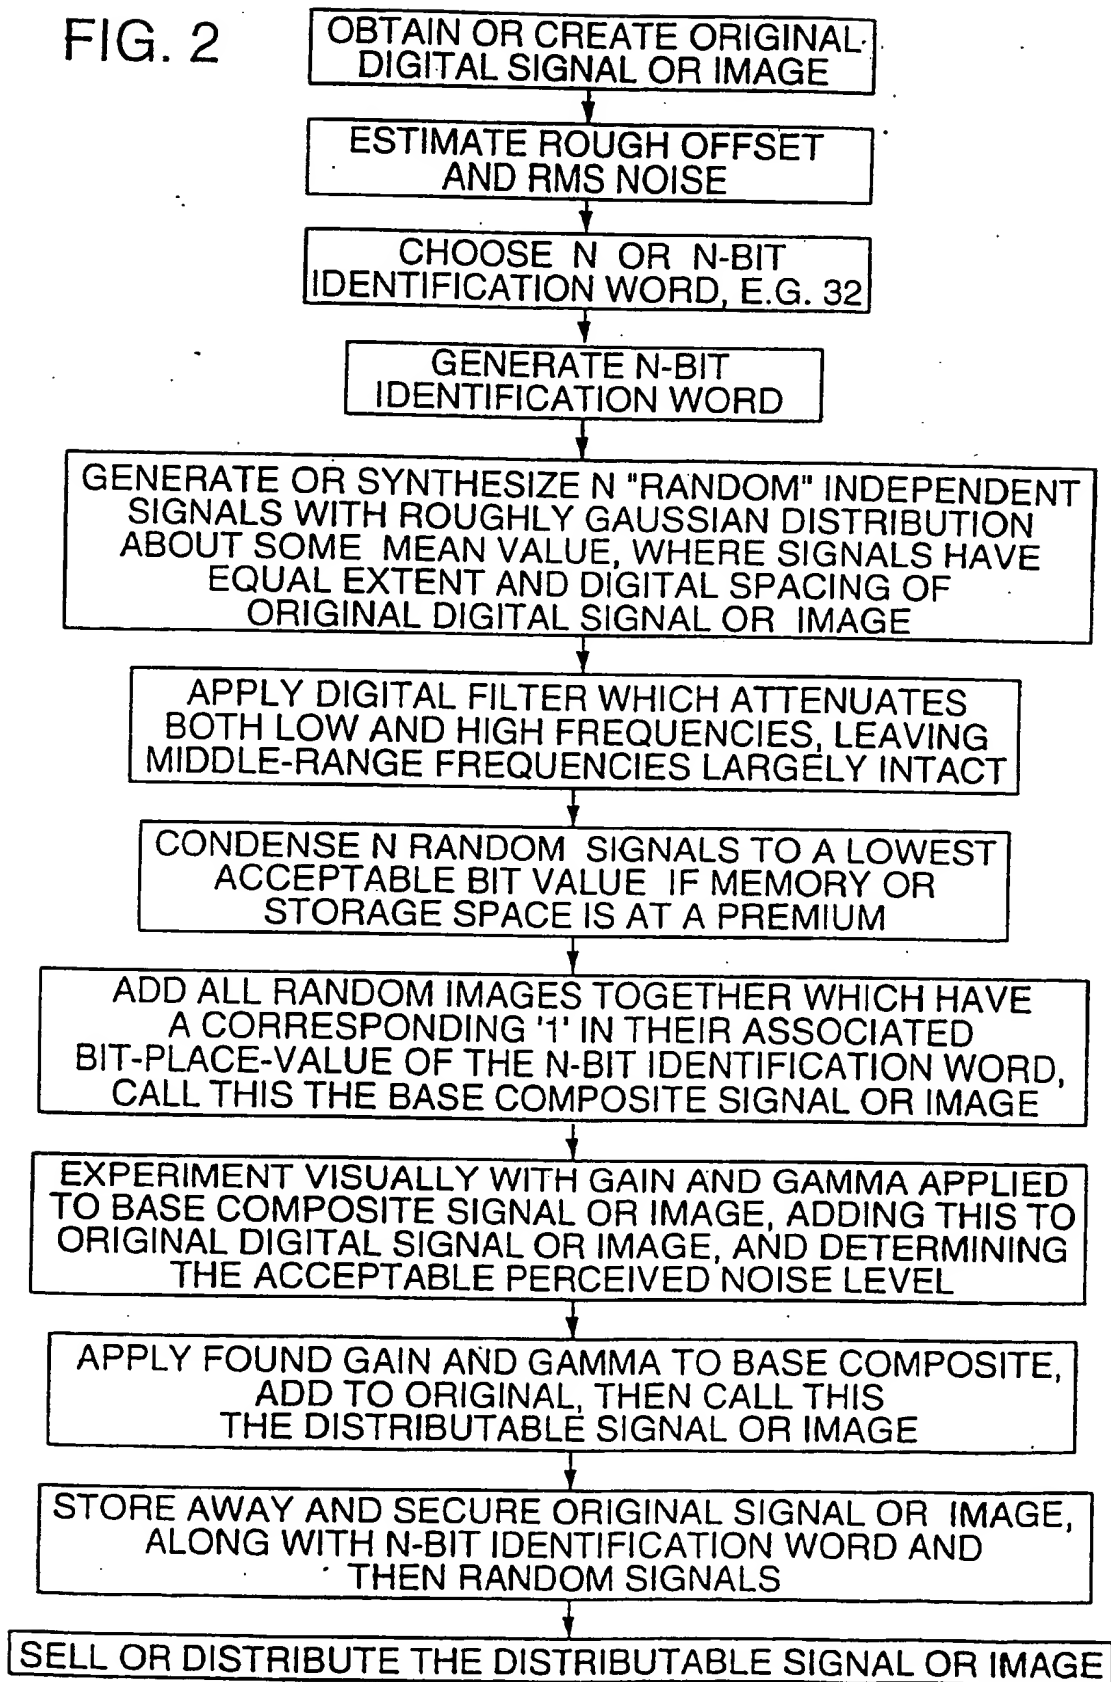 FIG. 2
OBTAIN OR CREATE ORIGINAL
DIGITAL SIGNAL OR IMAGE
ESTIMATE ROUGH OFFSET
AND RMS NOISE
CHOOSE N OR N-BIT
IDENTIFICATION WORD, E.G. 32
GENERATE N-BIT
IDENTIFICATION WORD
GENERATE OR SYNTHESIZE N "RANDOM" INDEPENDENT
SIGNALS WITH ROUGHLY GAUSSIAN DISTRIBUTION
ABOUT SOME MEAN VALUE, WHERE SIGNALS HAVE
EQUAL EXTENT AND DIGITAL SPACING OF
ORIGINAL DIGITAL SIGNAL OR IMAGE
APPLY DIGITAL FILTER WHICH ATTENUATES
BOTH LOW AND HIGH FREQUENCIES, LEAVING
MIDDLE-RANGE FREQUENCIES LARGELY INTACT
CONDENSE N RANDOM SIGNALS TO A LOWEST
ACCEPTABLE BIT VALUE IF MEMORY OR
STORAGE SPACE IS AT A PREMIUM
ADD ALL RANDOM IMAGES TOGETHER WHICH HAVE
A CORRESPONDING '1' IN THEIR ASSOCIATED
BIT-PLACE-VALUE OF THE N-BIT IDENTIFICATION WORD,
CALL THIS THE BASE COMPOSITE SIGNAL OR IMAGE
EXPERIMENT VISUALLY WITH GAIN AND GAMMA APPLIED
TO BASE COMPOSITE SIGNAL OR IMAGE, ADDING THIS TO
ORIGINAL DIGITAL SIGNAL OR IMAGE, AND DETERMINING
THE ACCEPTABLE PERCEIVED NOISE LEVEL
APPLY FOUND GAIN AND GAMMA TO BASE COMPOSITE,
ADD TO ORIGINAL, THEN CALL THIS
THE DISTRIBUTABLE SIGNAL OR IMAGE
STORE AWAY AND SECURE ORIGINAL SIGNAL OR IMAGE,
ALONG WITH N-BIT IDENTIFICATION WORD AND
THEN RANDOM SIGNALS
SELL OR DISTRIBUTE THE DISTRIBUTABLE SIGNAL OR IMAGE